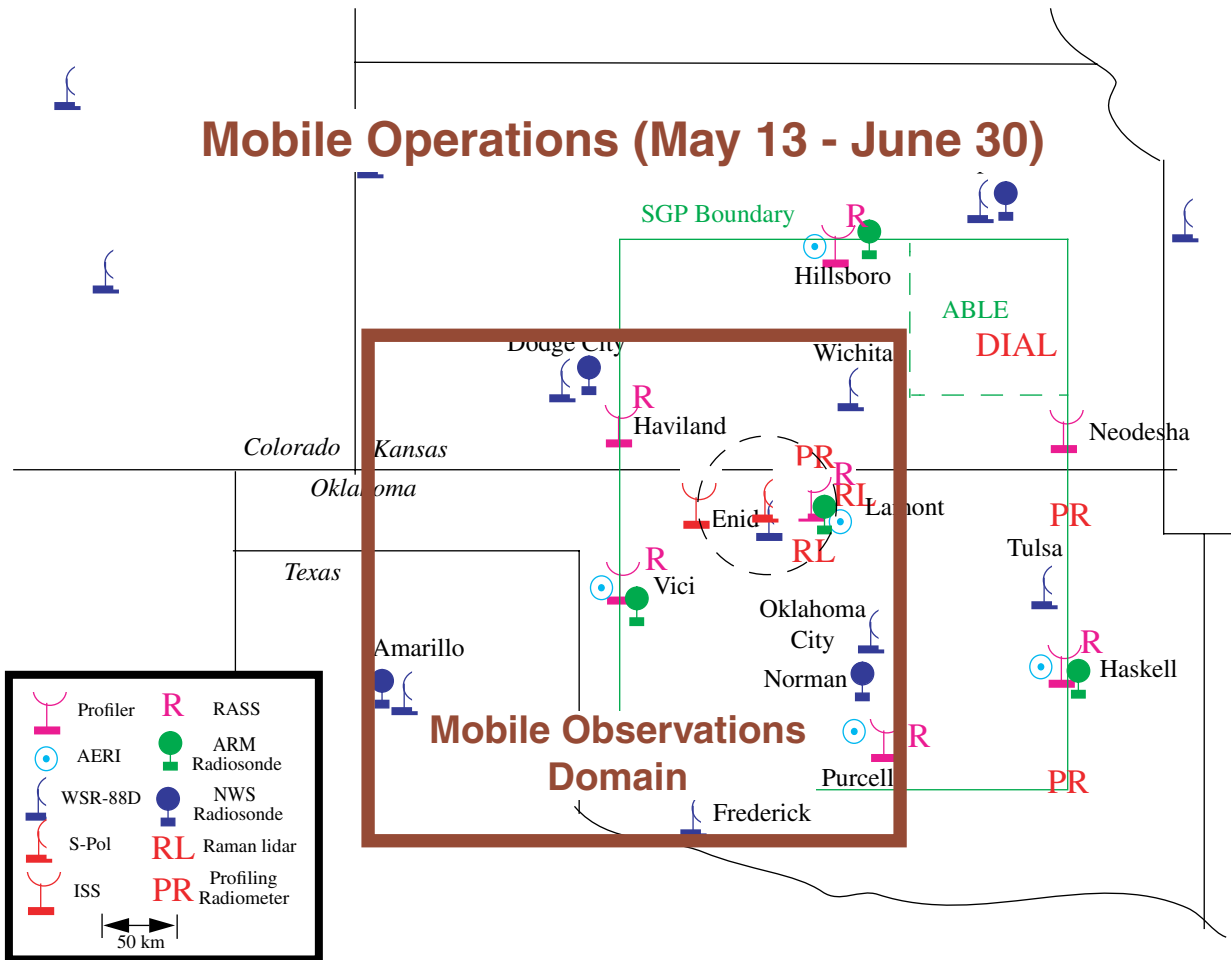 Mobile Operations (May 13 - June 30)
SGP Boundary
R
Hillsboro
ABLE
DIAL
Dodge City
Wichita
R
Haviland
Neodesha
Colorado
Kansas
PR
R
Oklahoma
RL
Enid
Lamont
PR
RL
Tulsa
Texas
R
Vici
Oklahoma
City
Amarillo
R
Norman
Haskell
Mobile Observations
Domain
R
Purcell
PR
Frederick
Profiler
R
RASS
AERI
ARM
Radiosonde
WSR-88D
NWS
Radiosonde
S-Pol
RL
Raman lidar
ISS
PR
Profiling
Radiometer
50 km